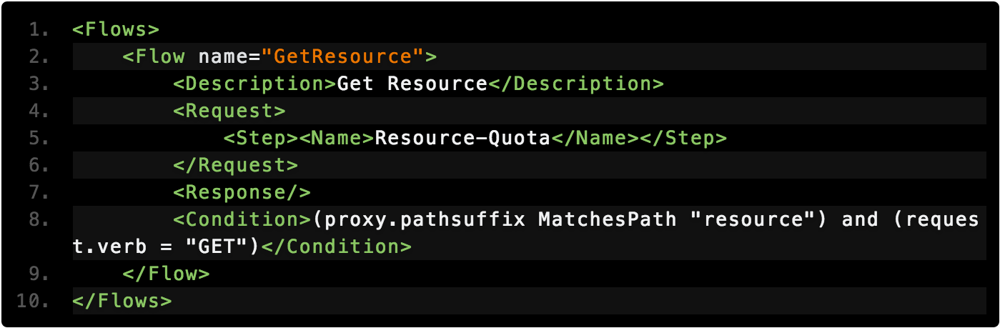 1. <Flows>
2.     <Flow name="GetResource">
3.         <Description>Get Resource</Description>
4.         <Request>
5.             <Step><Name>Resource-Quota</Name></Step>
6.         </Request>
7.         <Response/>
8.         <Condition>(proxy.pathsuffix MatchesPath "resource") and (reques
t.verb = "GET")</Condition>
9.     </Flow>
10. </Flows>